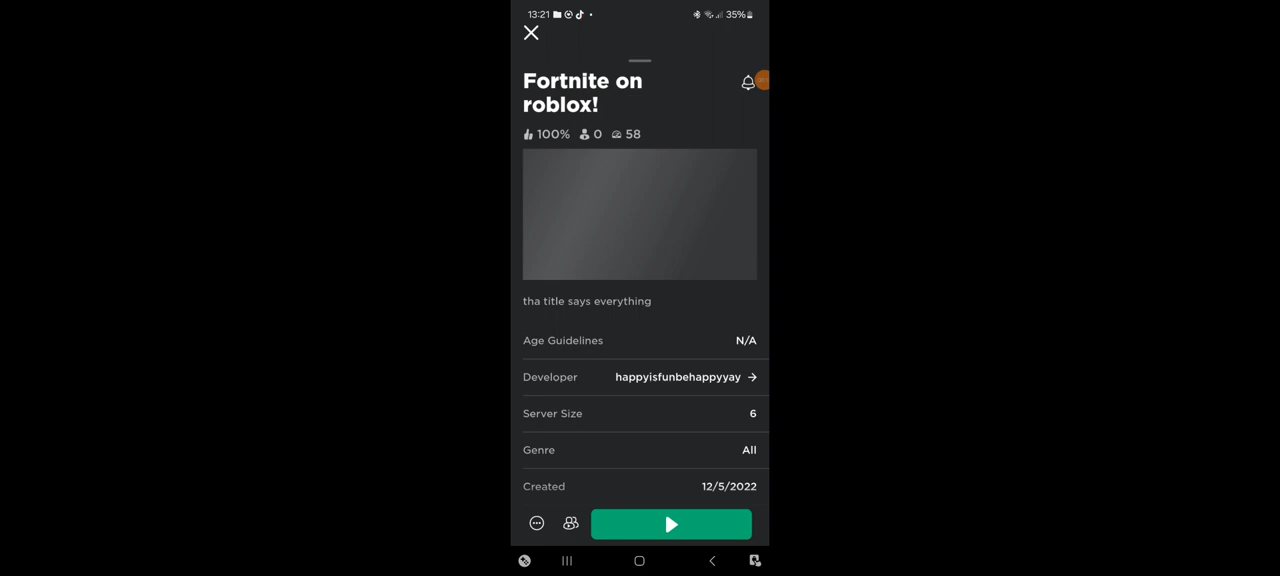 13:21 35%
Fortnite on
roblox!
100% 0 58
tha title says everything
Age Guidelines N/A
Developer happyisfunbehappyyay
Server Size 6
Genre All
Created 12/5/2022